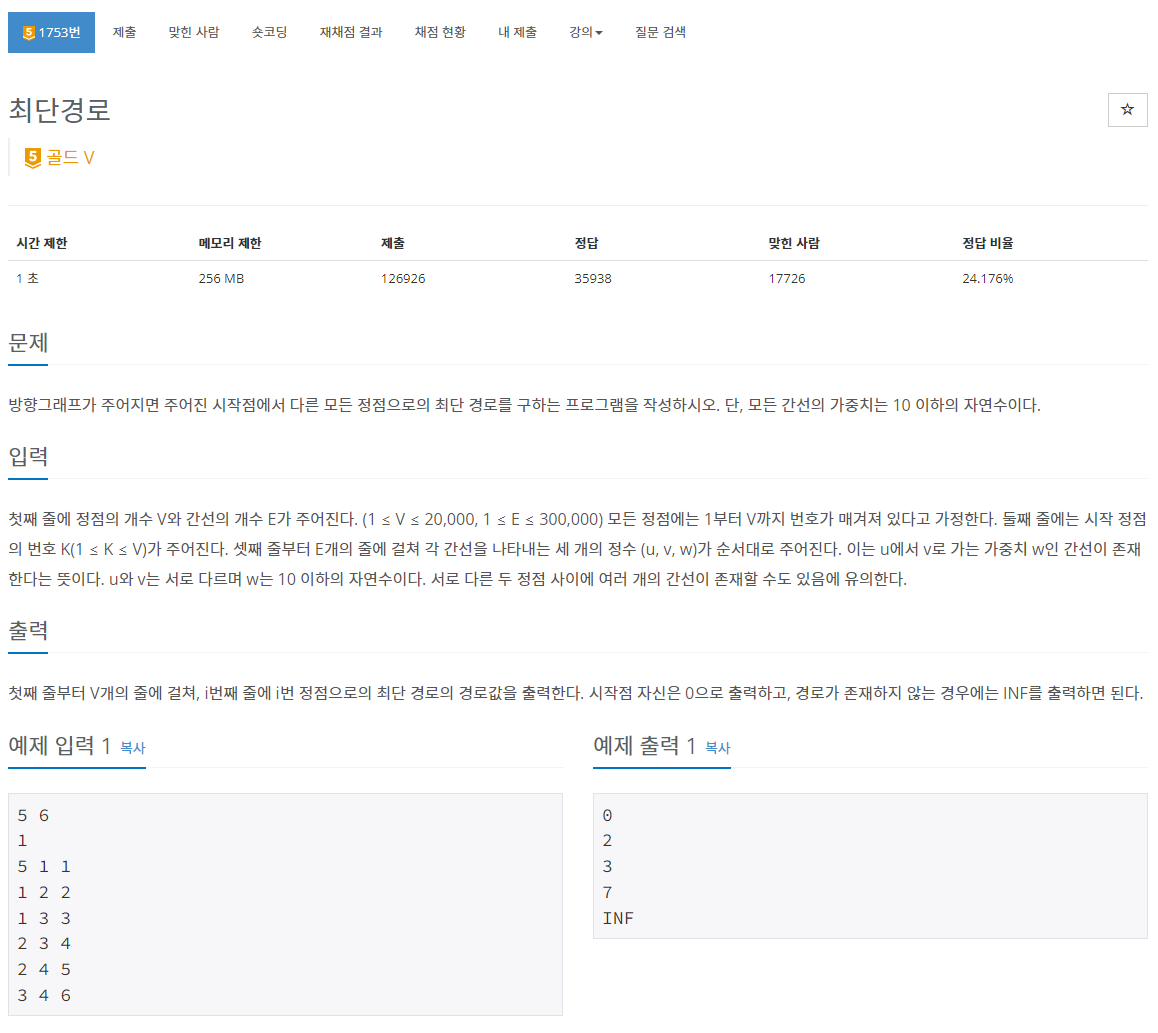 5 1753번 제출 맞힌 사람 숏코딩 재채점 결과 채점 현황 내 제출 강의 질문 검색
최단경로
5 골드 V
시간 제한 메모리 제한 제출 정답 맞힌 사람 정답 비율
1 초 256 MB 126926 35938 17726 24.176%
문제
방향그래프가 주어지면 주어진 시작점에서 다른 모든 정점으로의 최단 경로를 구하는 프로그램을 작성하시오. 단, 모든 간선의 가중치는 10 이하의 자연수이다.
입력
첫째 줄에 정점의 개수 V와 간선의 개수 E가 주어진다. (1 ≤ V ≤ 20,000, 1 ≤ E ≤ 300,000) 모든 정점에는 1부터 V까지 번호가 매겨져 있다고 가정한다. 둘째 줄에는 시작 정점
의 번호 K(1 ≤ K ≤ V)가 주어진다. 셋째 줄부터 E개의 줄에 걸쳐 각 간선을 나타내는 세 개의 정수 (u, v, w)가 순서대로 주어진다. 이는 u에서 v로 가는 가중치 w인 간선이 존재
한다는 뜻이다. u와 v는 서로 다르며 w는 10 이하의 자연수이다. 서로 다른 두 정점 사이에 여러 개의 간선이 존재할 수도 있음에 유의한다.
출력
첫째 줄부터 V개의 줄에 걸쳐, i번째 줄에 i번 정점으로의 최단 경로의 경로값을 출력한다. 시작점 자신은 0으로 출력하고, 경로가 존재하지 않는 경우에는 INF를 출력하면 된다.
예제 입력 1 복사
5 6
1
5 1 1
1 2 2
1 3 3
2 3 4
2 4 5
3 4 6
예제 출력 1 복사
0
2
3
7
INF